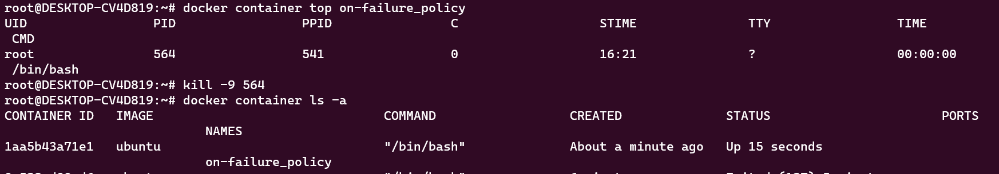 root@DESKTOP-CV4D819:~# docker container top on-failure_policy
UID PID PPID C STIME TTY TIME
CMD
root 564 541 0 16:21 ? 00:00:00
/bin/bash
root@DESKTOP-CV4D819:~# kill -9 564
root@DESKTOP-CV4D819:~# docker container ls -a
CONTAINER ID IMAGE COMMAND CREATED STATUS PORTS
NAMES
1aa5b43a71e1 ubuntu "/bin/bash" About a minute ago Up 15 seconds
on-failure_policy